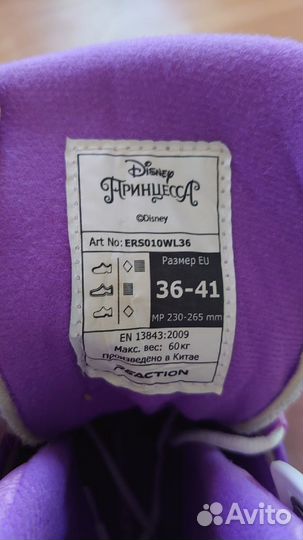 Disney
ПРИНЦЕССА
©Disney
Art No: ERS010WL36
Размер EU
36-41
МР 230-265 mm
EN 13843:2009
Макс. вес: 60кг
Произведено в Китае
REACTION
Avito